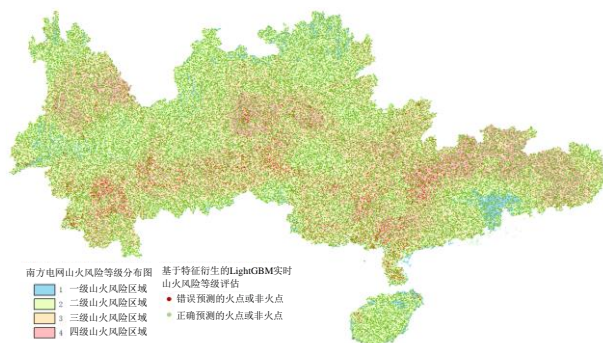 南方电网山火风险等级分布图
1 一级山火风险区域
2 二级山火风险区域
3 三级山火风险区域
4 四级山火风险区域
基于特征衍生的LightGBM实时
山火风险等级评估
错误预测的火点或非火点
正确预测的火点或非火点